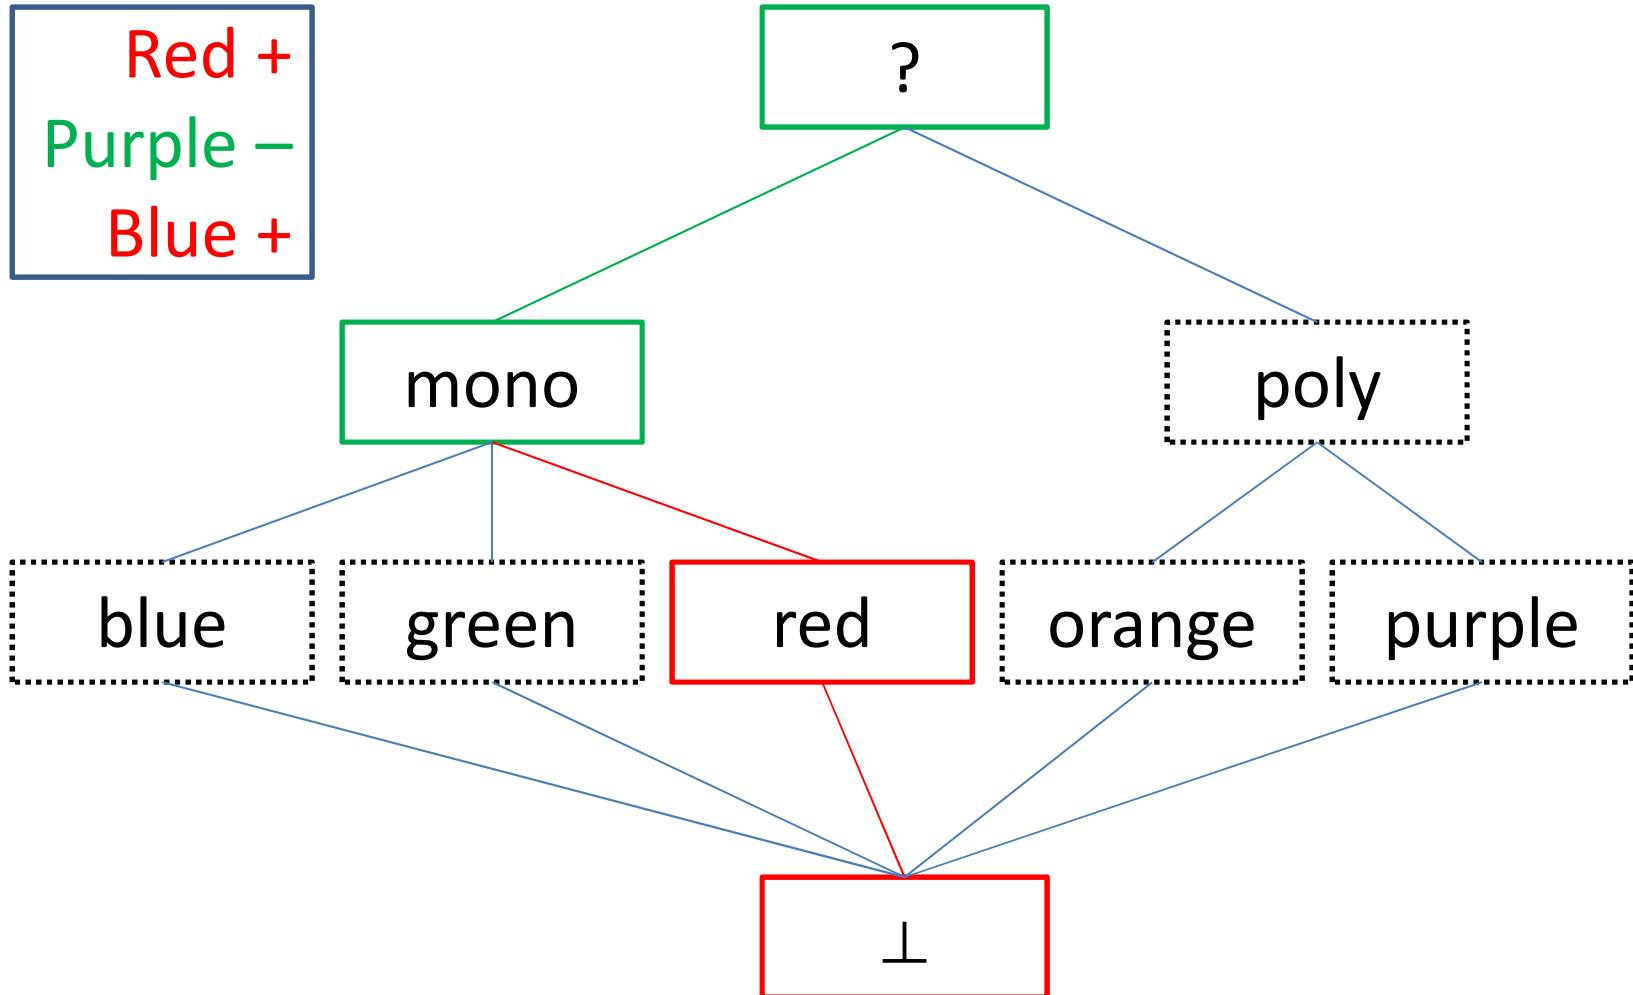 Red +
Purple –
Blue +
?
mono
poly
blue
green
red
orange
purple
⊥